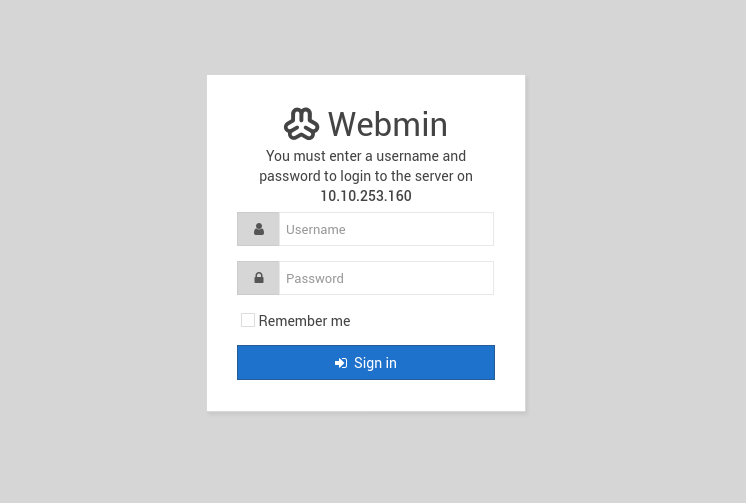 Webmin
You must enter a username and
password to login to the server on
10.10.253.160
Username
Password
Remember me
Sign in